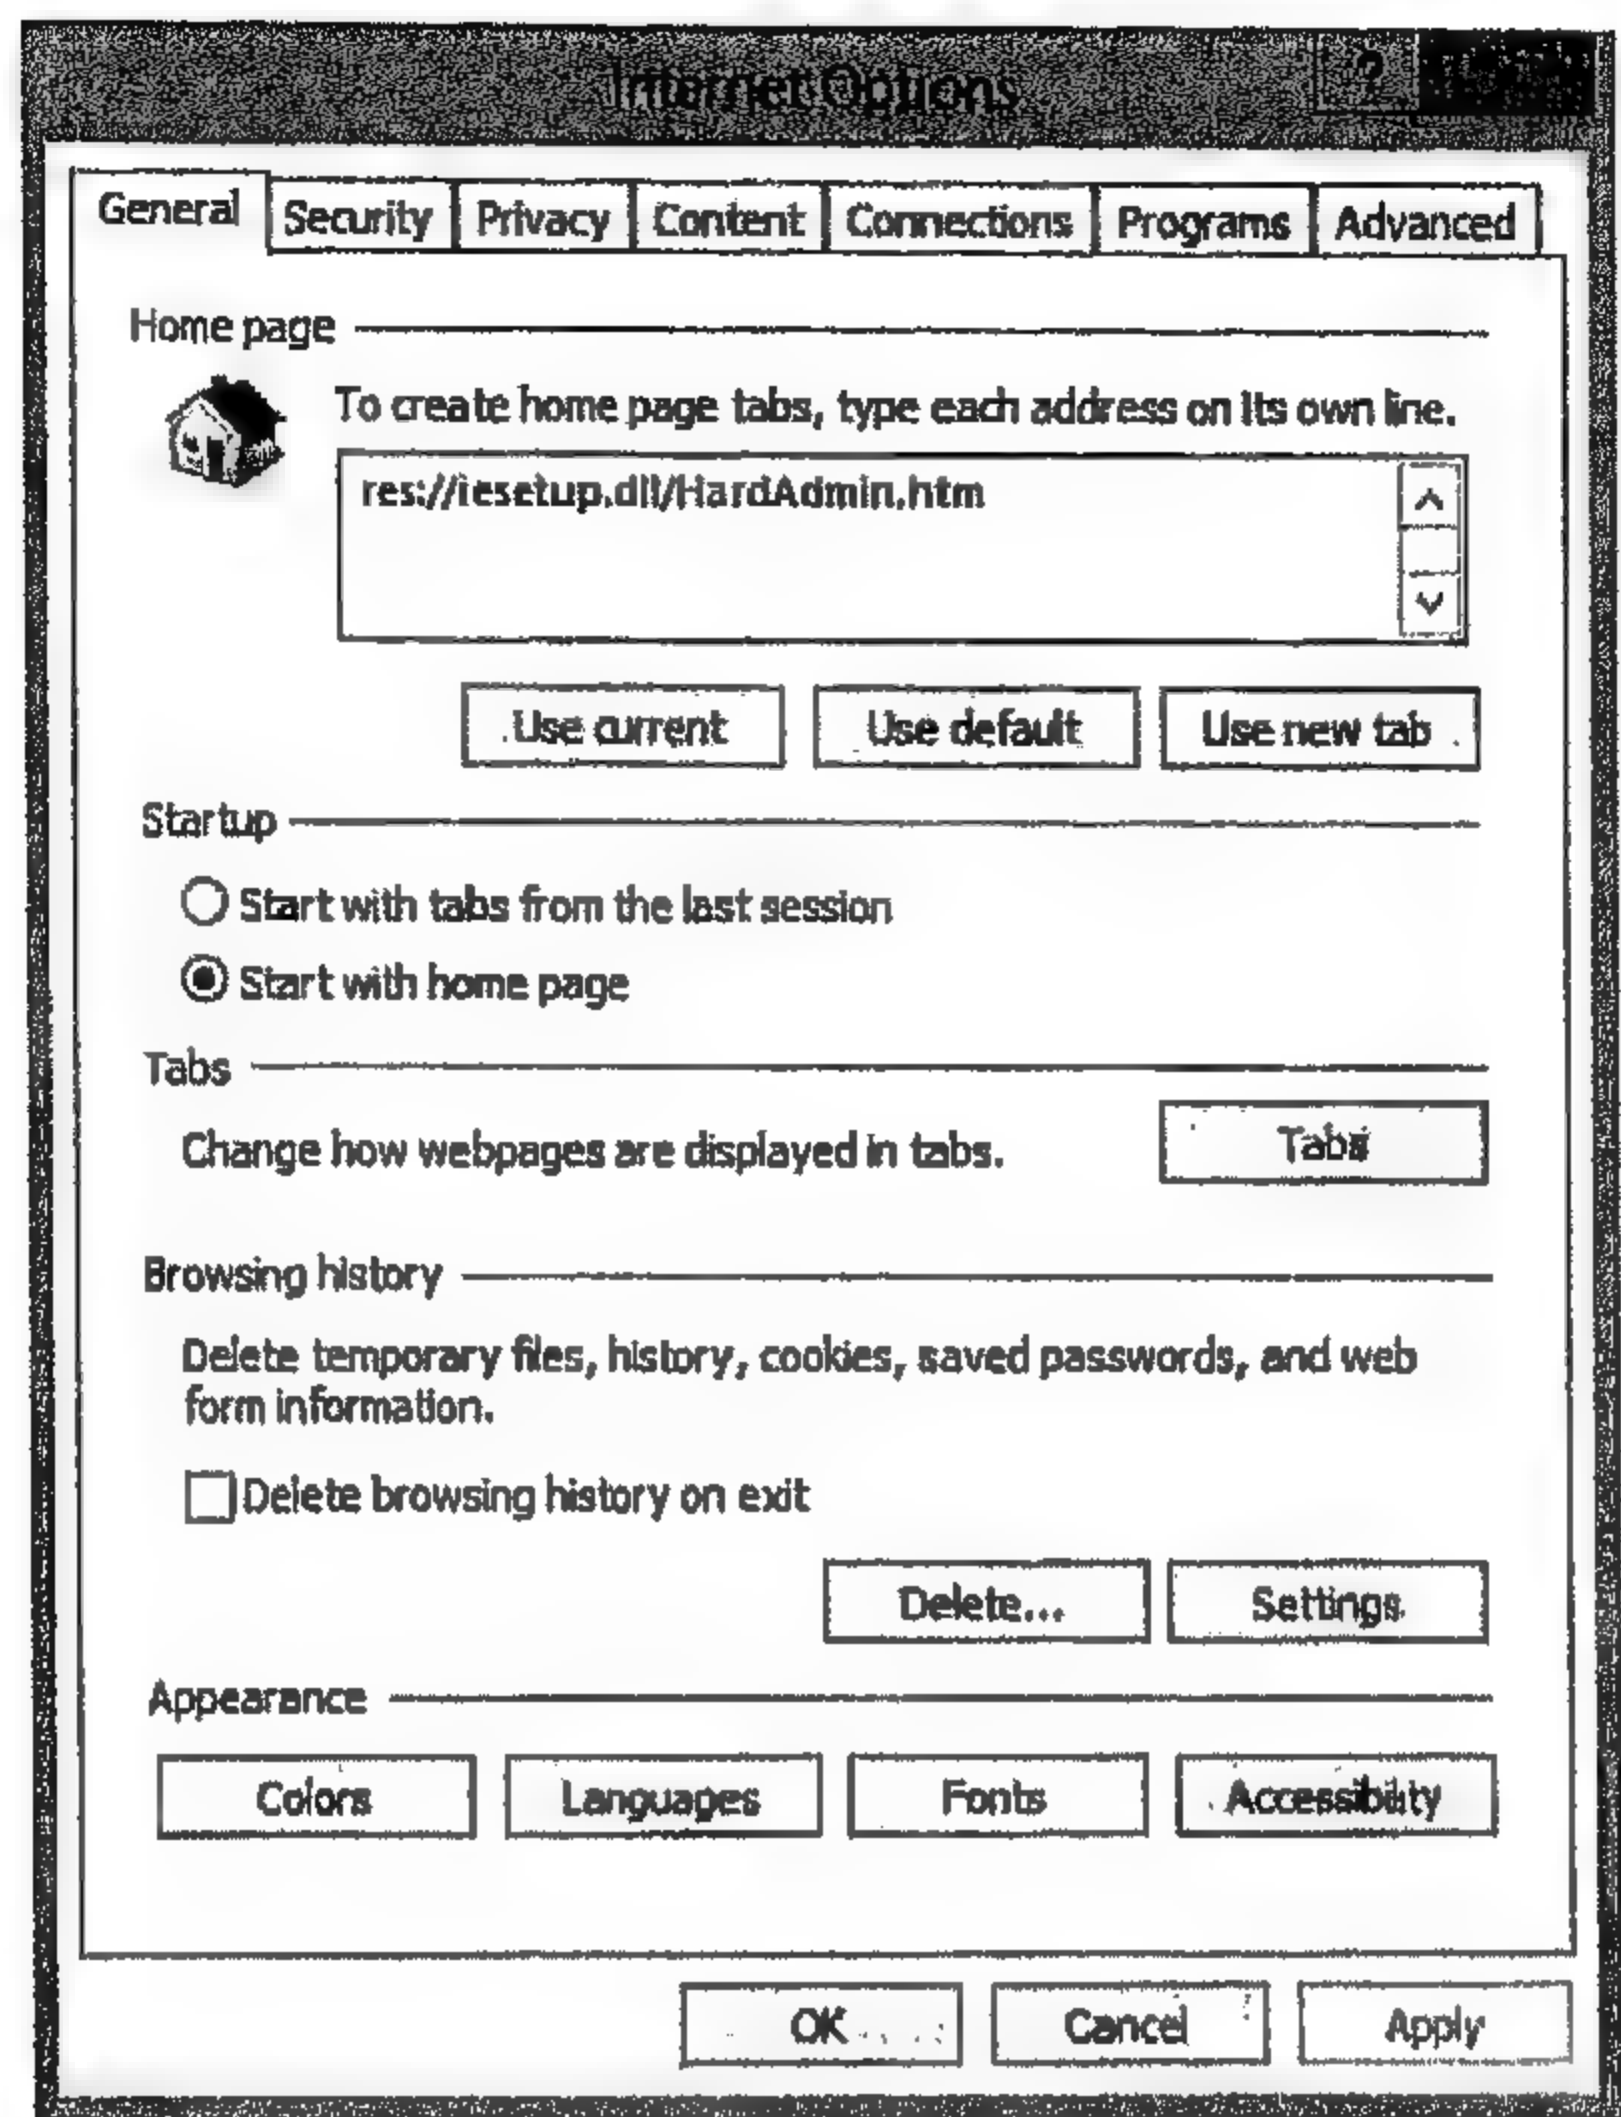 Internet Options
?
General
Security
Privacy
Content
Connections
Programs
Advanced
Home page
To create home page tabs, type each address on its own line.
res://iesetup.dll/HardAdmin.htm
Use current
Use default
Use new tab
Startup
Start with tabs from the last session
Start with home page
Tabs
Change how webpages are displayed in tabs.
Tabs
Browsing history
Delete temporary files, history, cookies, saved passwords, and web
form information.
Delete browsing history on exit
Delete...
Settings
Appearance
Colors
Languages
Fonts
Accessibility
OK
Cancel
Apply